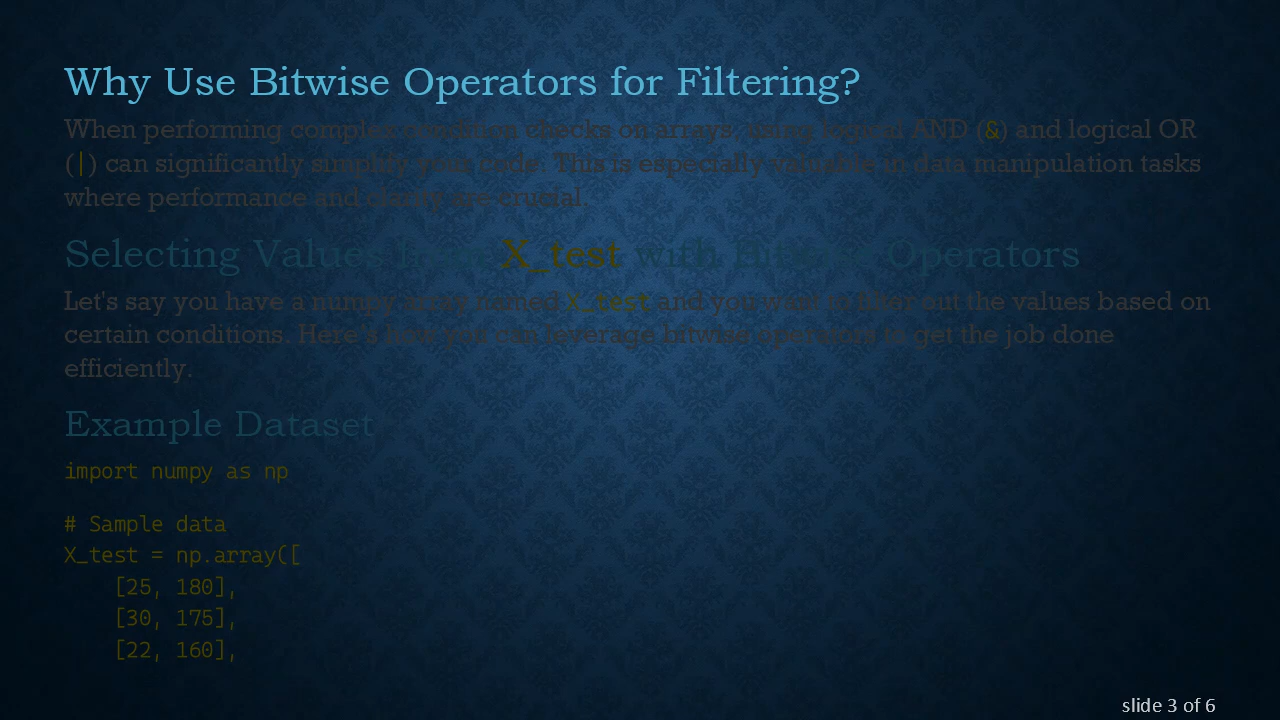 Why Use Bitwise Operators for Filtering?
When performing complex condition checks on arrays, using logical AND (&) and logical OR
(|) can significantly simplify your code. This is especially valuable in data manipulation tasks
where performance and clarity are crucial.
Selecting Values from X_test with Bitwise Operators
Let's say you have a numpy array named X_test and you want to filter out the values based on
certain conditions. Here's how you can leverage bitwise operators to get the job done
efficiently.
Example Dataset
import numpy as np
# Sample data
X_test = np.array([
    [25, 180],
    [30, 175],
    [22, 160],
slide 3 of 6